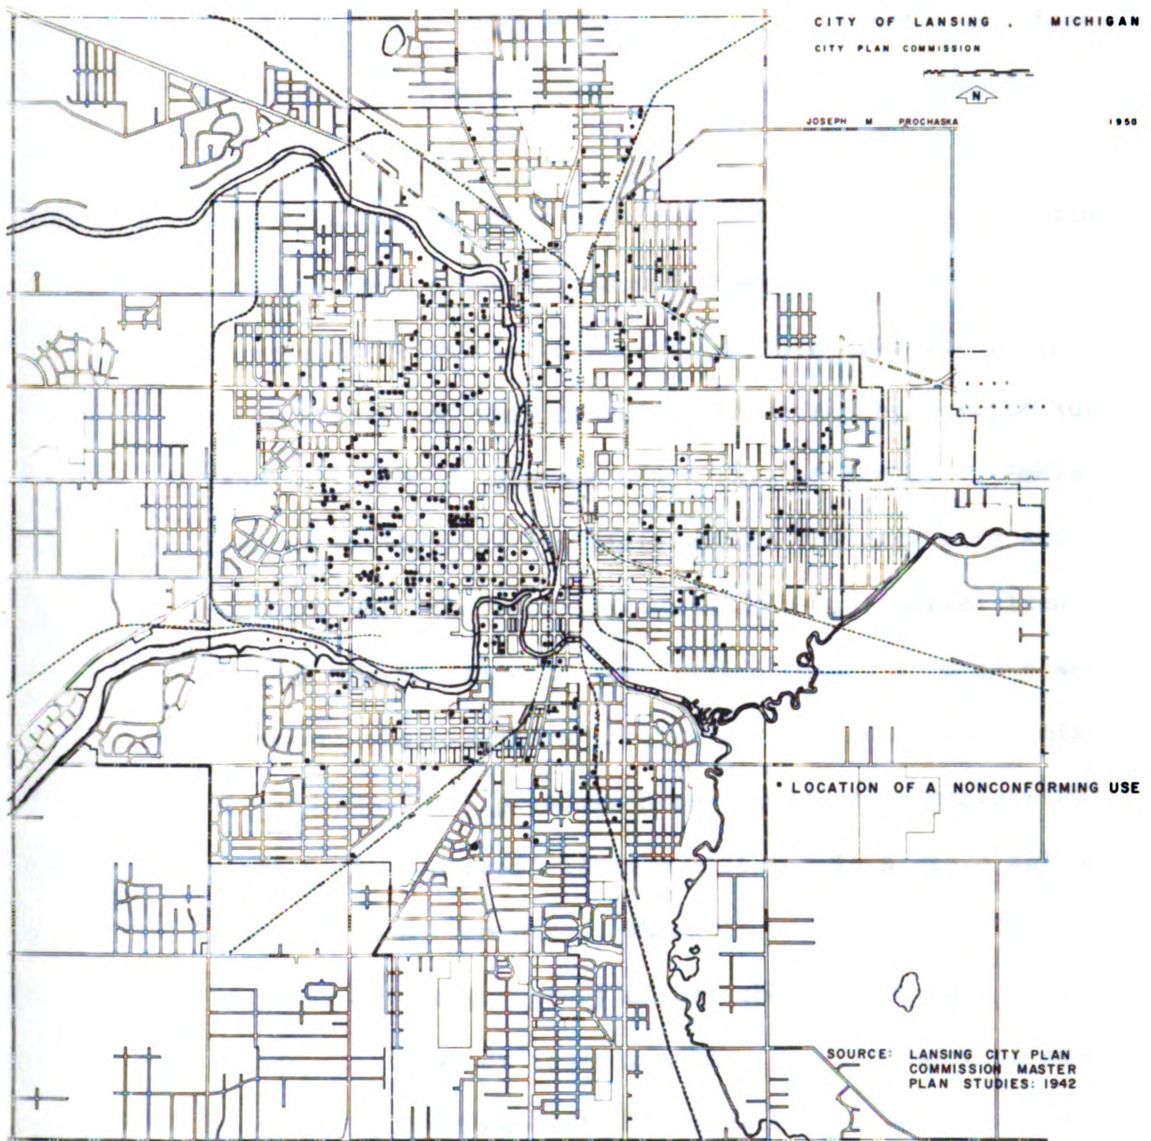 CITY OF LANSING , MICHIGAN
CITY PLAN COMMISSION
N
JOSEPH M PROCHASKA 1950
• LOCATION OF A NONCONFORMING USE
SOURCE: LANSING CITY PLAN
COMMISSION MASTER
PLAN STUDIES: 1942